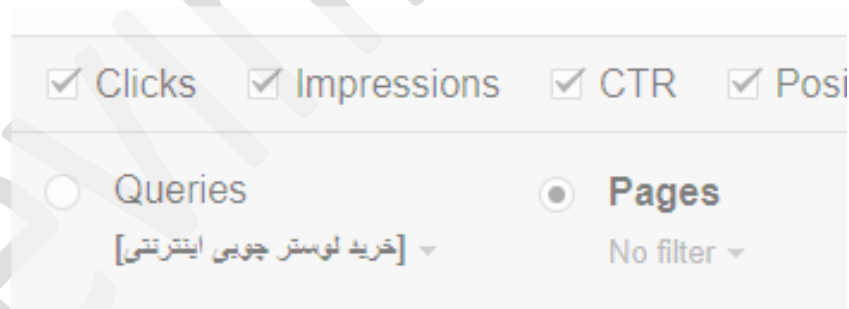 Clicks Impressions CTR Posi
Queries Pages
[خرید لوستر چوبی اینترنتی] No filter